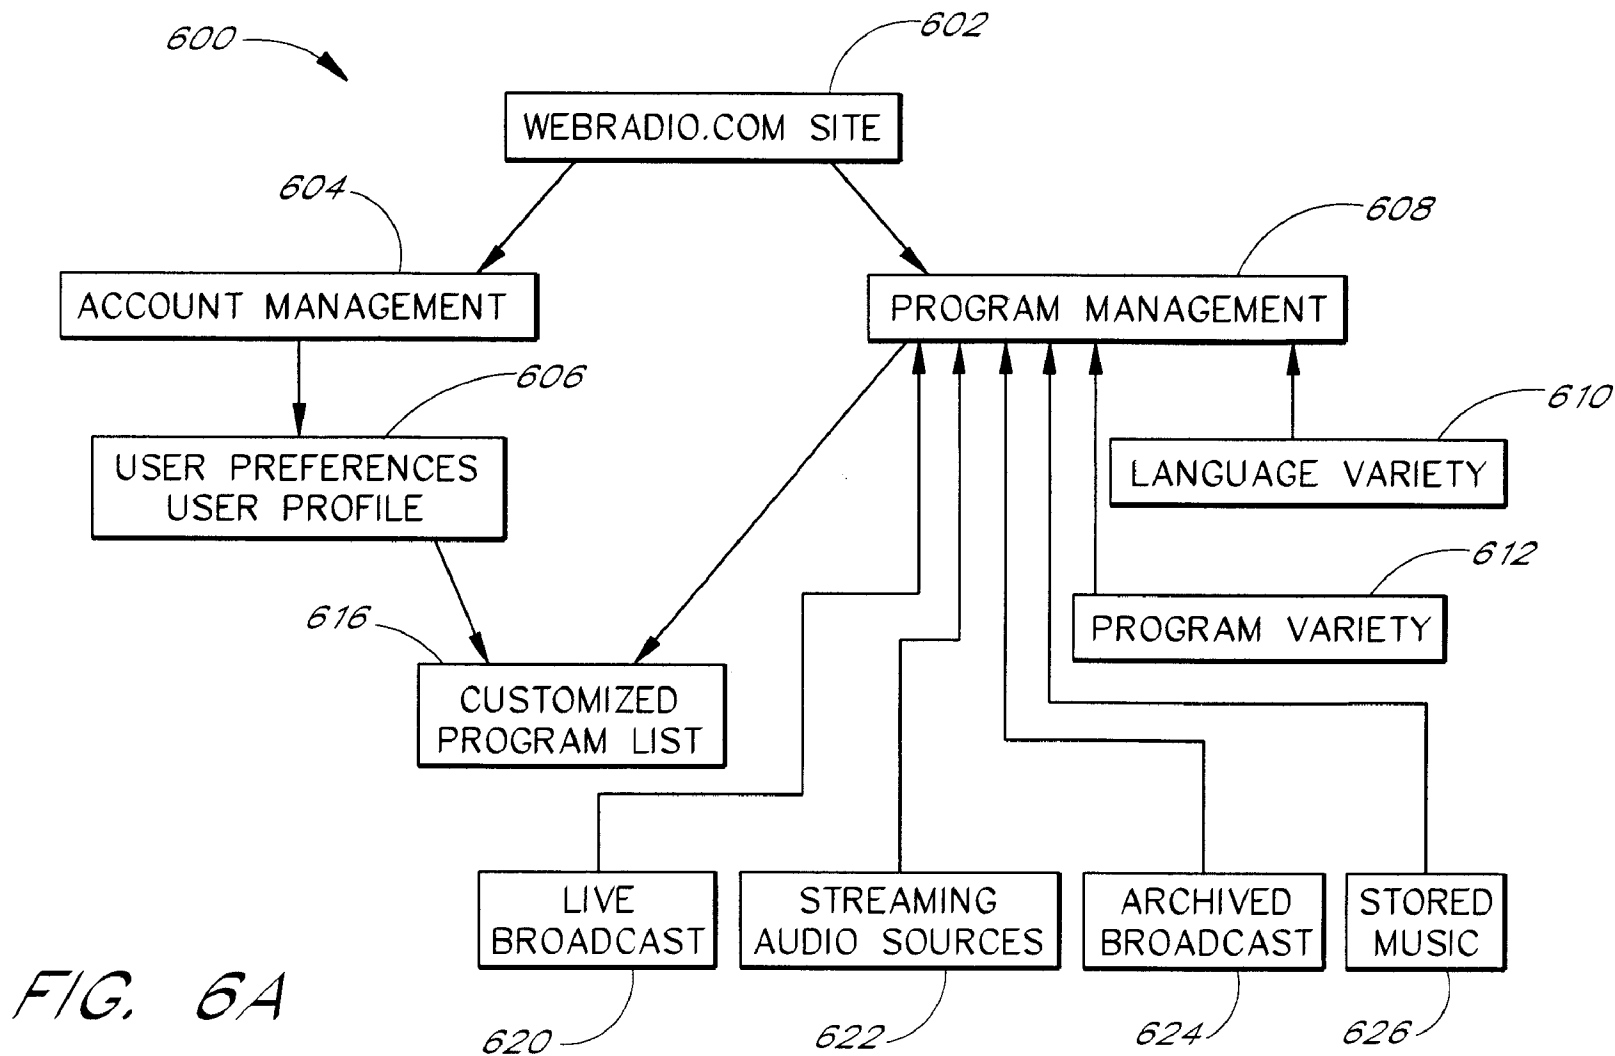 600
602
WEBRADIO.COM SITE
604
608
ACCOUNT MANAGEMENT
PROGRAM MANAGEMENT
606
610
USER PREFERENCES
USER PROFILE
LANGUAGE VARIETY
612
616
PROGRAM VARIETY
CUSTOMIZED
PROGRAM LIST
LIVE
BROADCAST
STREAMING
AUDIO SOURCES
ARCHIVED
BROADCAST
STORED
MUSIC
FIG. 6A
620
622
624
626